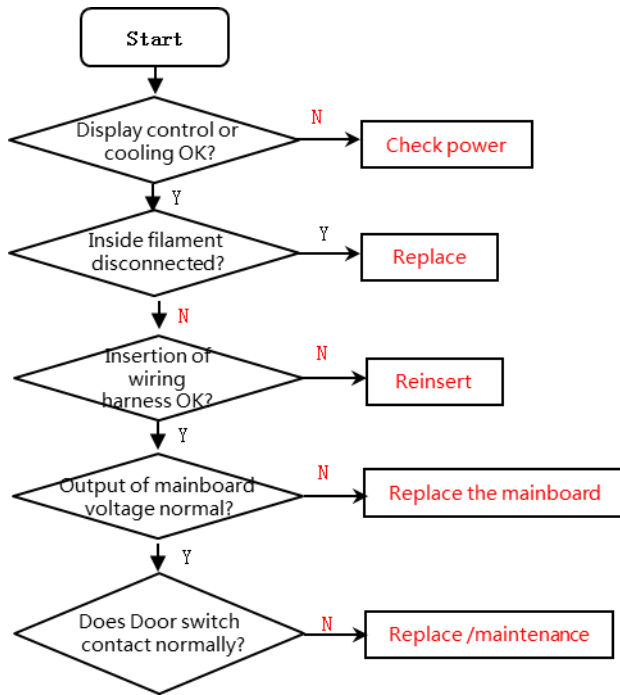 Start
Display control or
cooling OK?
N
Check power
Y
Inside filament
disconnected?
Y
Replace
N
Insertion of
wiring
harness OK?
N
Reinsert
Y
Output of mainboard
voltage normal?
N
Replace the mainboard
Y
Does Door switch
contact normally?
N
Replace /maintenance